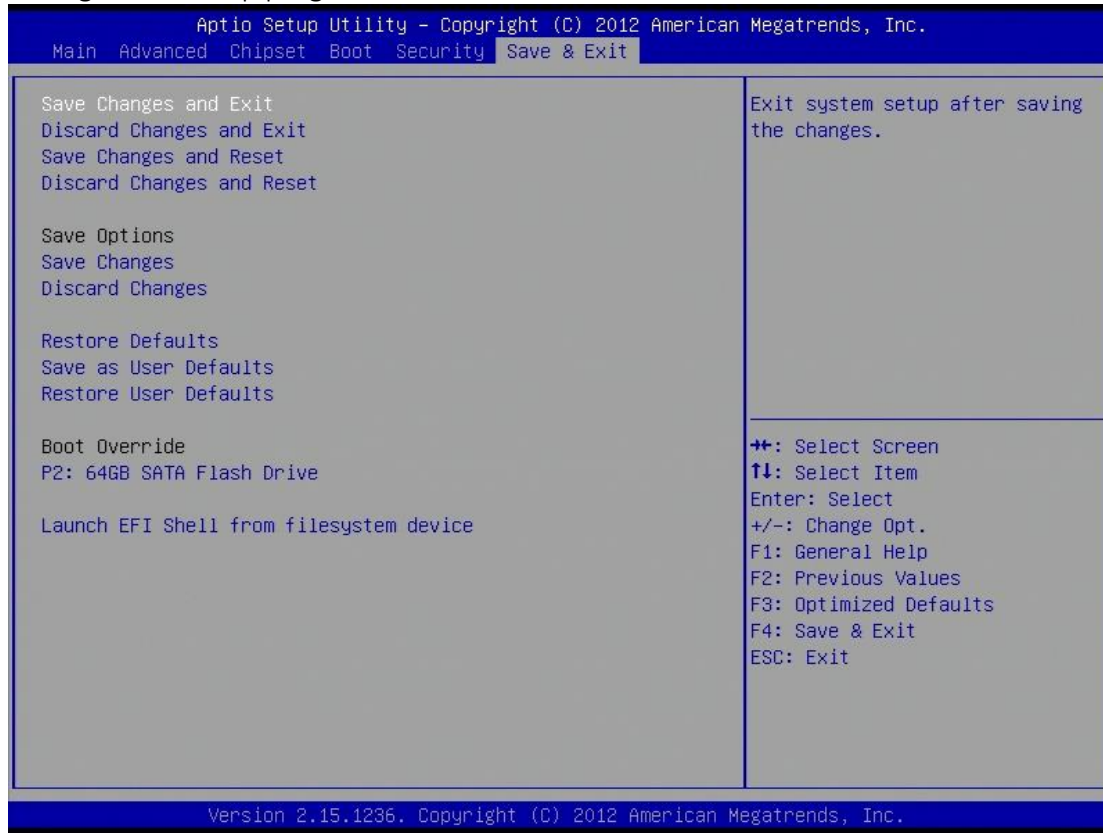 Aptio Setup Utility – Copyright (C) 2012 American Megatrends, Inc.
Main Advanced Chipset Boot Security Save & Exit
Save Changes and Exit
Discard Changes and Exit
Save Changes and Reset
Discard Changes and Reset
Save Options
Save Changes
Discard Changes
Restore Defaults
Save as User Defaults
Restore User Defaults
Boot Override
P2: 64GB SATA Flash Drive
Launch EFI Shell from filesystem device
Exit system setup after saving
the changes.
→←: Select Screen
↑↓: Select Item
Enter: Select
+/-: Change Opt.
F1: General Help
F2: Previous Values
F3: Optimized Defaults
F4: Save & Exit
ESC: Exit
Version 2.15.1236. Copyright (C) 2012 American Megatrends, Inc.